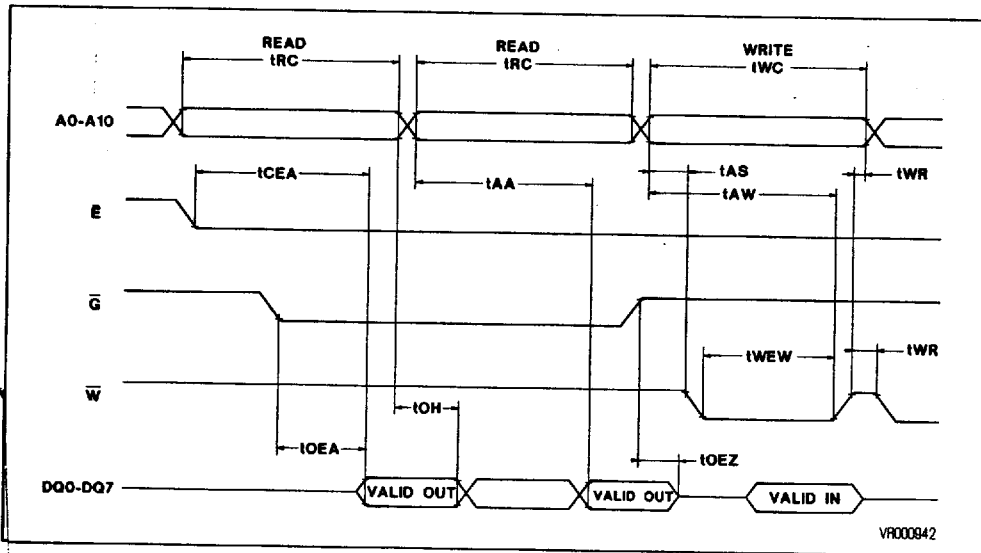 READ
tRC
READ
tRC
WRITE
tWC
A0-A10
tCEA
tAA
tAS
tWR
tAW
E̅
G̅
tWEW
tWR
W̅
tOH
tOEA
tOEZ
DQ0-DQ7
VALID OUT
VALID OUT
VALID IN
VR000942